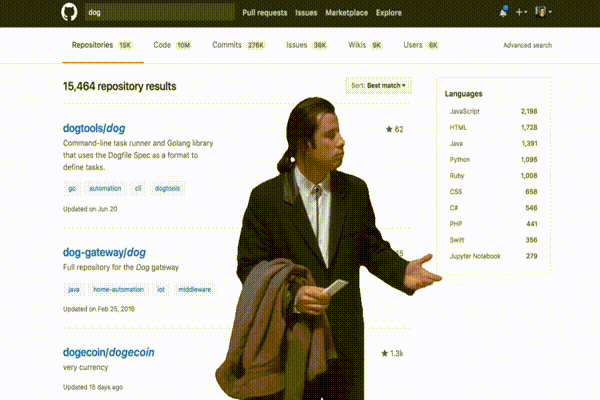 dog
Pull requests Issues Marketplace Explore
Repositories 15K Code 10M Commits 276K Issues 36K Wikis 9K Users 6K Advanced search
15,464 repository results
Sort: Best match
dogtools/dog
62
Command-line task runner and Golang library
that uses the Dogfile Spec as a format to
define tasks.
go automation cli dogtools
Updated on Jun 20
dog-gateway/dog
Full repository for the Dog gateway
java home-automation iot middleware
Updated on Feb 25, 2016
dogecoin/dogecoin
1.3k
very currency
Updated 15 days ago
Languages
JavaScript 2,198
HTML 1,728
Java 1,391
Python 1,095
Ruby 1,008
CSS 658
C# 546
PHP 441
Swift 356
Jupyter Notebook 279